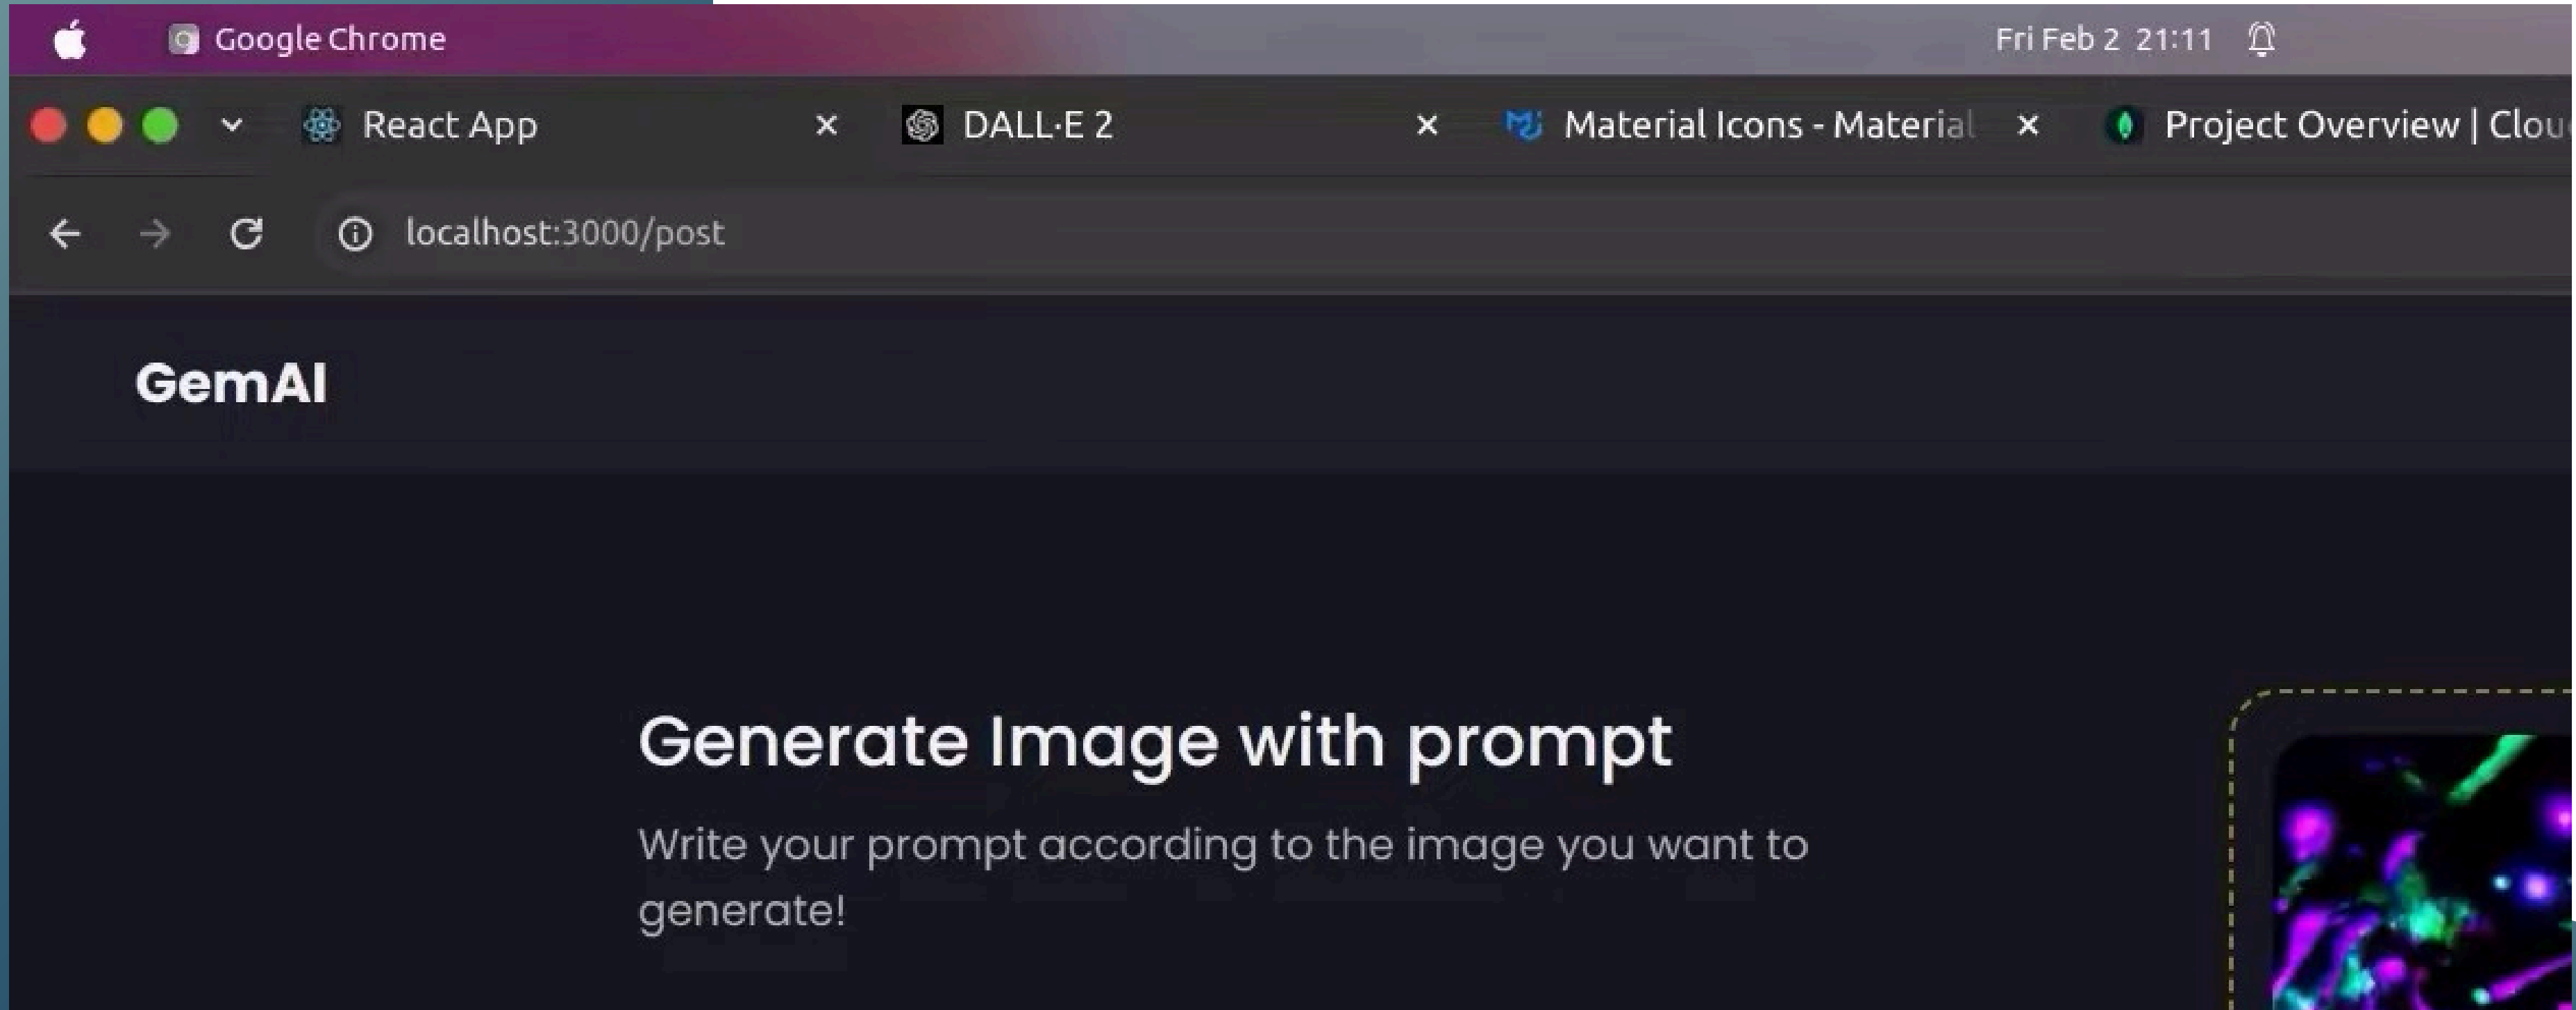 Google Chrome
Fri Feb 2 21:11
React App
DALL·E 2
Material Icons - Material
Project Overview |
localhost:3000/post
GemAI
Generate Image with prompt
Write your prompt according to the image you want to
generate!